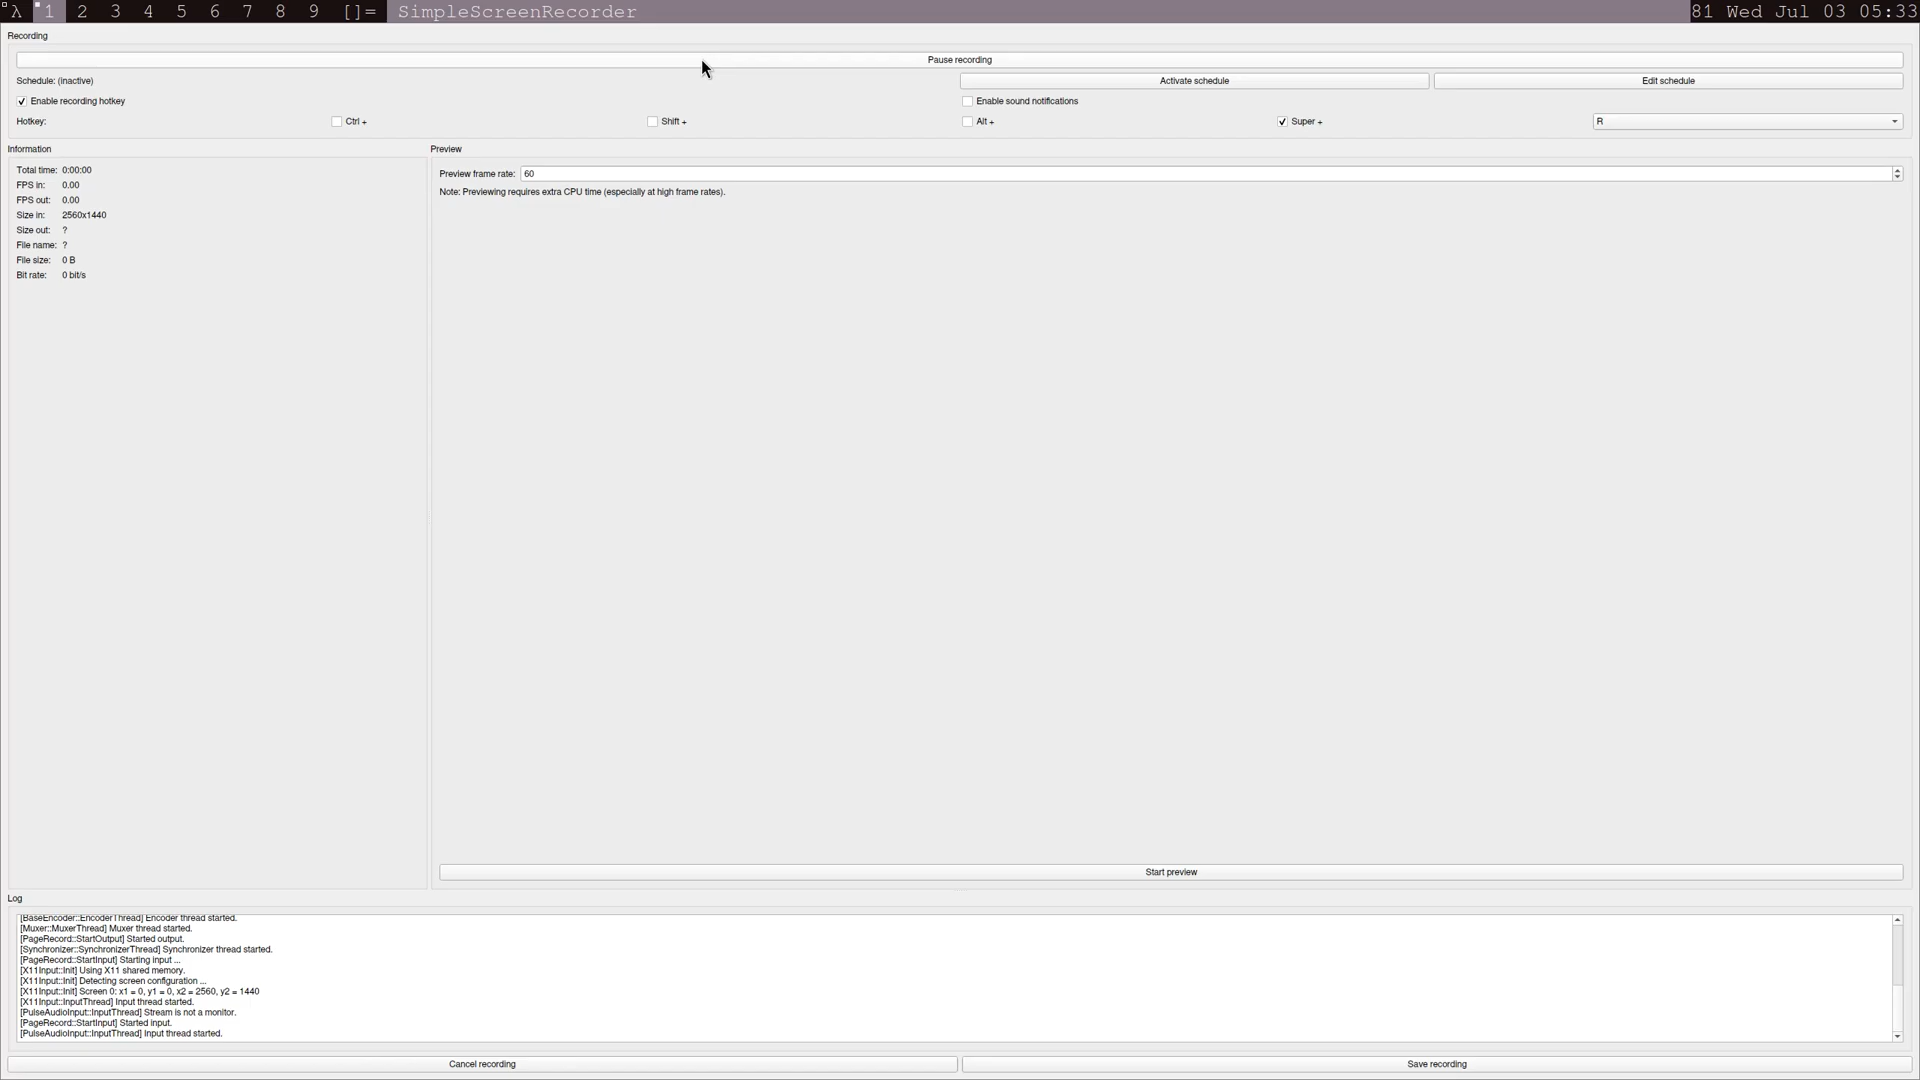 λ 1 2 3 4 5 6 7 8 9 []= SimpleScreenRecorder 81 Wed Jul 03 05:33
Recording
Pause recording
Schedule: (inactive) Activate schedule Edit schedule
Enable recording hotkey Enable sound notifications
Hotkey: Ctrl + Shift + Alt + Super + R
Information
Total time: 0:00:00
FPS in: 0.00
FPS out: 0.00
Size in: 2560x1440
Size out: ?
File name: ?
File size: 0 B
Bit rate: 0 bit/s
Preview
Preview frame rate: 60
Note: Previewing requires extra CPU time (especially at high frame rates).
Start preview
Log
[BaseEncoder::EncoderThread] Encoder thread started.
[Muxer::MuxerThread] Muxer thread started.
[PageRecord::StartOutput] Started output.
[Synchronizer::SynchronizerThread] Synchronizer thread started.
[PageRecord::StartInput] Starting input ...
[X11Input::Init] Using X11 shared memory.
[X11Input::Init] Detecting screen configuration ...
[X11Input::Init] Screen 0: x1 = 0, y1 = 0, x2 = 2560, y2 = 1440
[X11Input::InputThread] Input thread started.
[PulseAudioInput::InputThread] Stream is not a monitor.
[PageRecord::StartInput] Started input.
[PulseAudioInput::InputThread] Input thread started.
Cancel recording Save recording